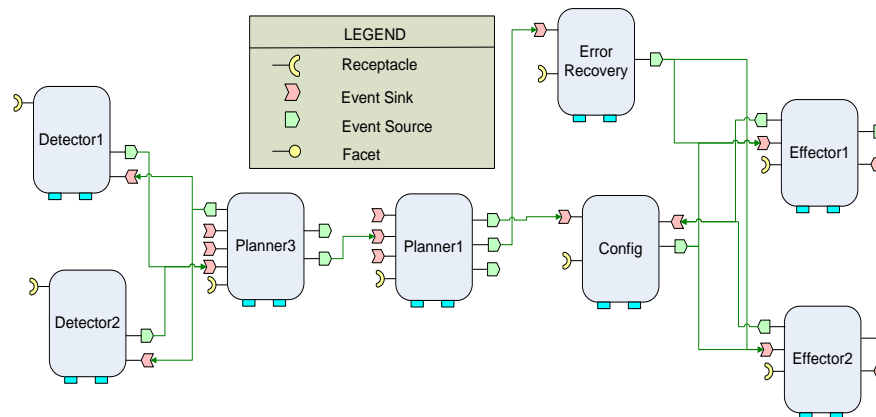 LEGEND
Receptacle
Event Sink
Event Source
Facet
Error
Recovery
Detector1
Effector1
Planner3
Planner1
Config
Detector2
Effector2